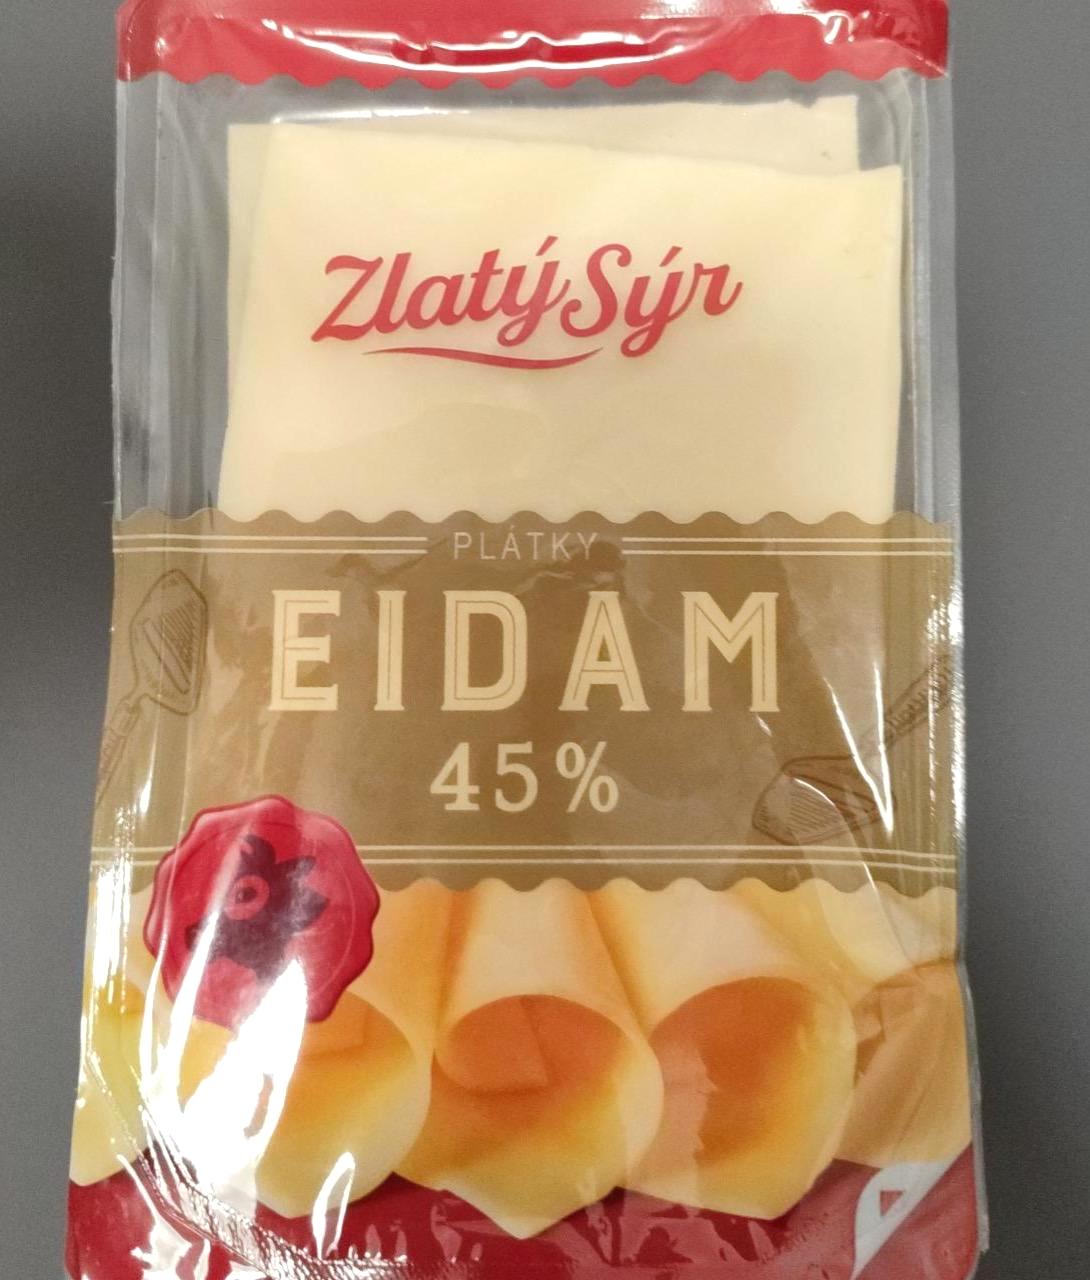 Zlatý Sýr
PLÁTKY
EIDAM
45%